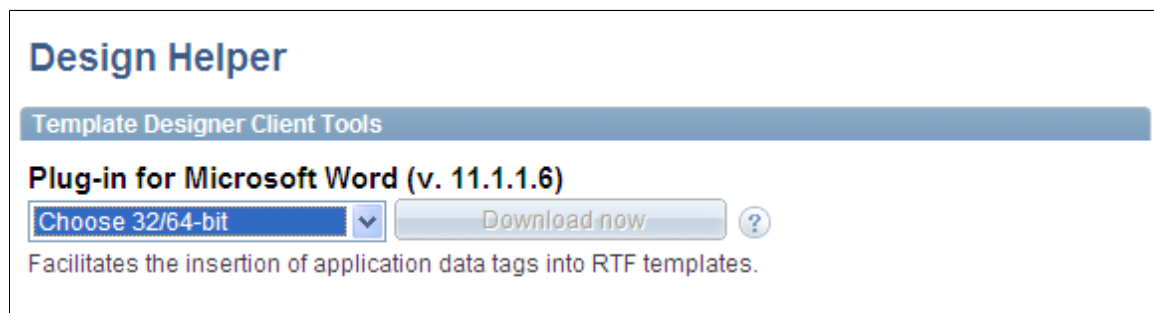 Design Helper
Template Designer Client Tools
Plug-in for Microsoft Word (v. 11.1.1.6)
Choose 32/64-bit Download now ?
Facilitates the insertion of application data tags into RTF templates.